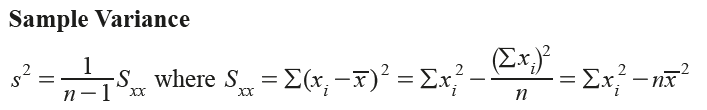 Sample Variance
s² = 1/(n−1) Sₓₓ where Sₓₓ = Σ(xᵢ − x̄)² = Σxᵢ² − (Σxᵢ)²/n = Σxᵢ² − nx̄²